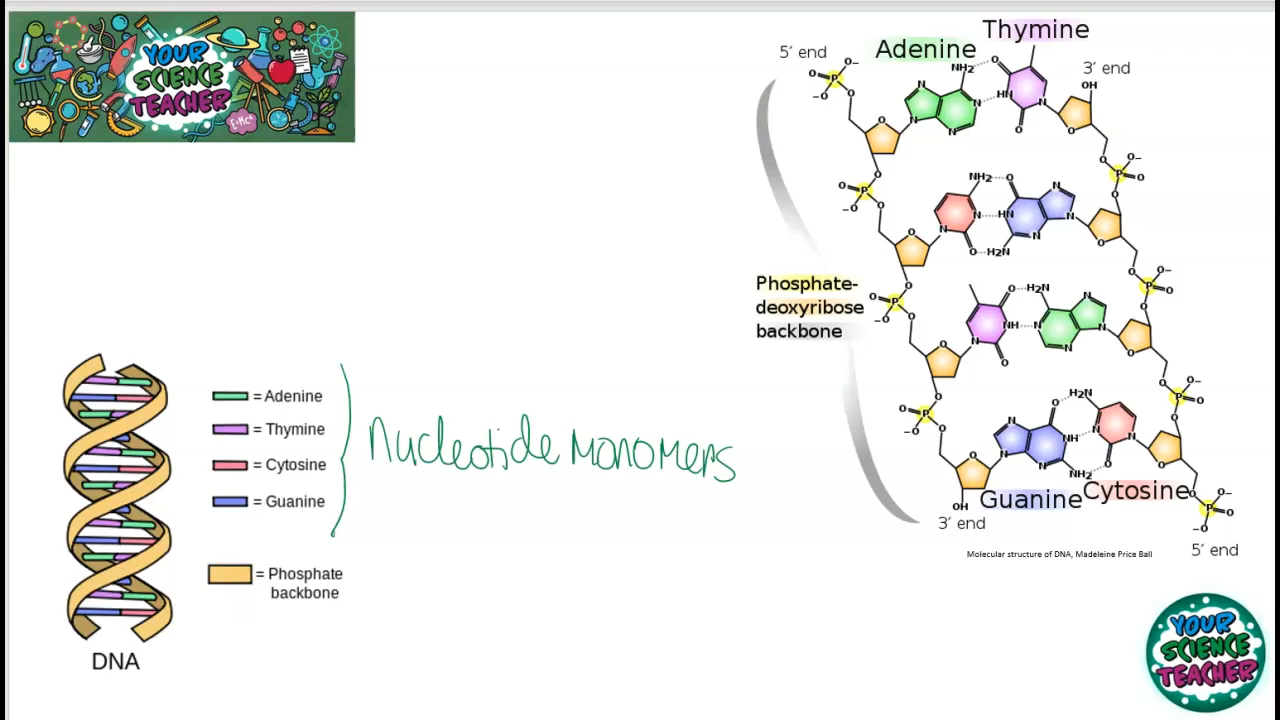 YOUR
SCIENCE
TEACHER
E=MC²
Thymine
Adenine
5’ end
3’ end
Phosphate-
deoxyribose
backbone
= Adenine
= Thymine
= Cytosine
= Guanine
nucleotide monomers
= Phosphate
backbone
DNA
Guanine
Cytosine
3’ end
5’ end
Molecular structure of DNA, Madeleine Price Ball
YOUR
SCIENCE
TEACHER